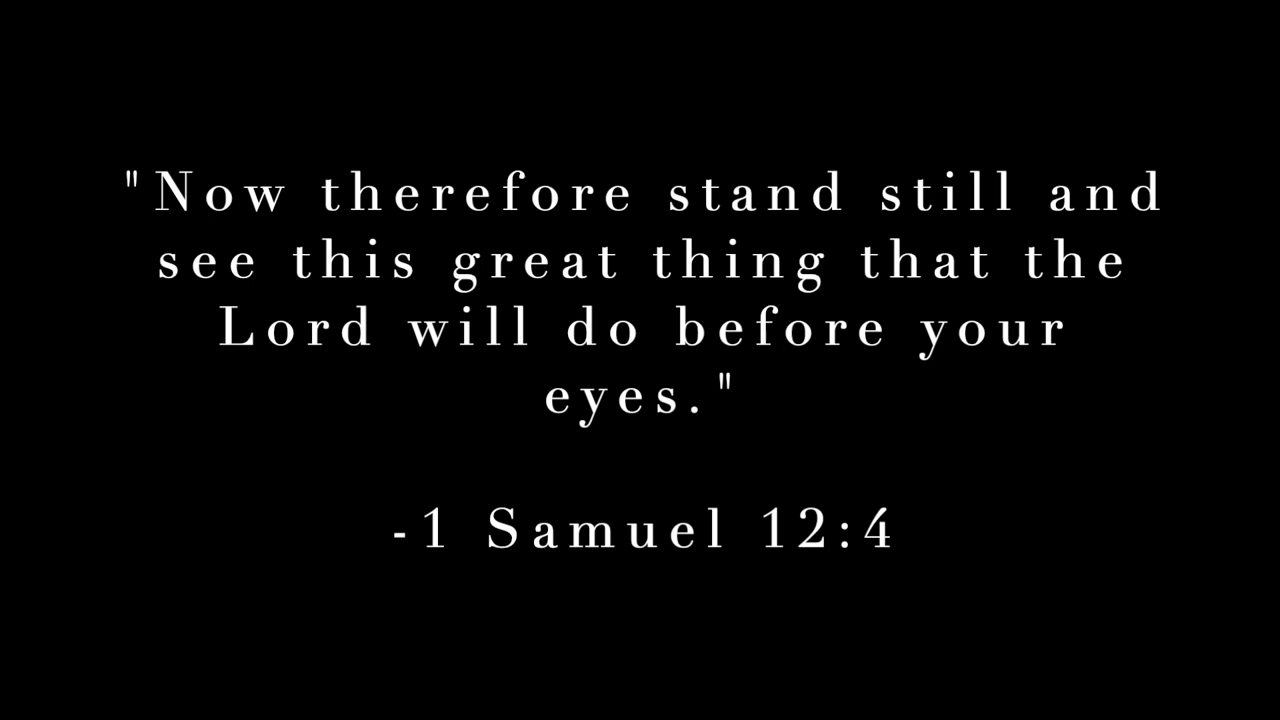 "Now therefore stand still and
see this great thing that the
Lord will do before your
eyes."
-1 Samuel 12:4